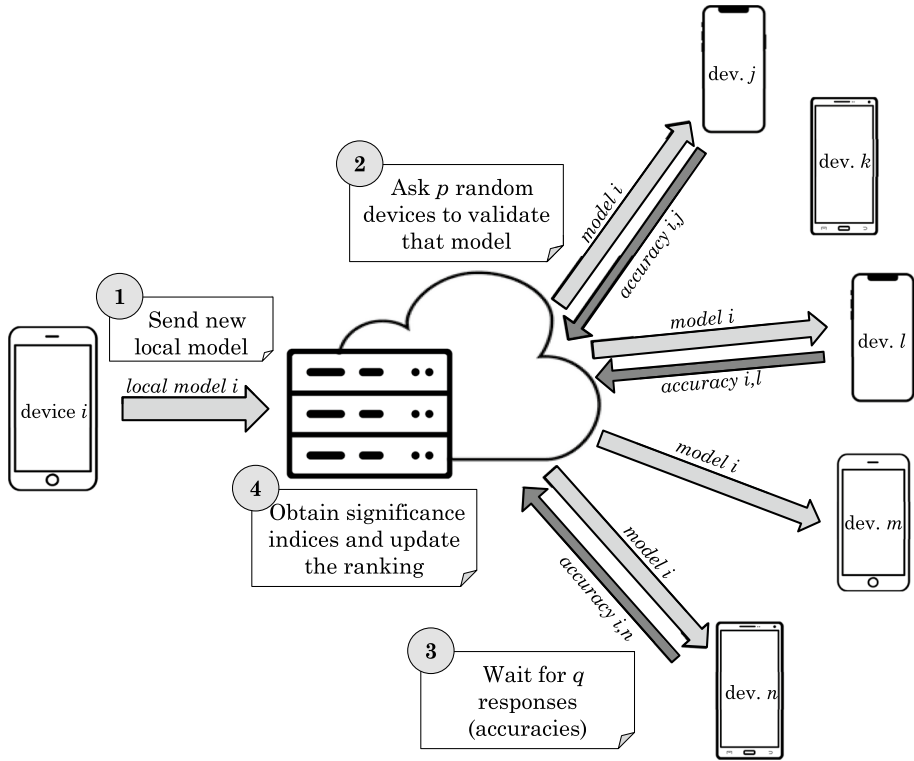 1
Send new
local model
device i
local model i
2
Ask p random
devices to validate
that model
model i
accuracy i,j
dev. j
dev. k
model i
accuracy i,l
dev. l
model i
dev. m
model i
accuracy i,n
dev. n
3
Wait for q
responses
(accuracies)
4
Obtain significance
indices and update
the ranking